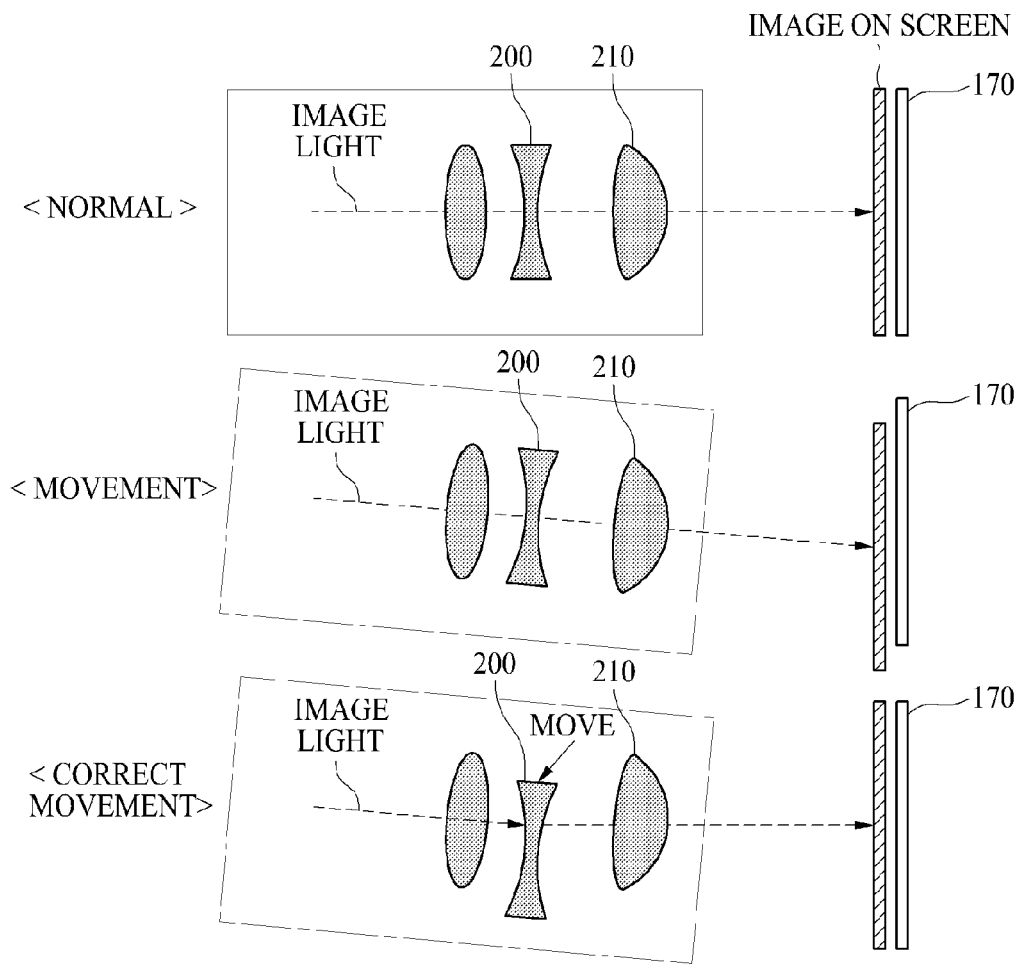 IMAGE ON SCREEN
200
210
170
IMAGE
LIGHT
< NORMAL >
200
210
170
IMAGE
LIGHT
< MOVEMENT>
200
210
170
IMAGE
LIGHT
MOVE
< CORRECT
MOVEMENT>